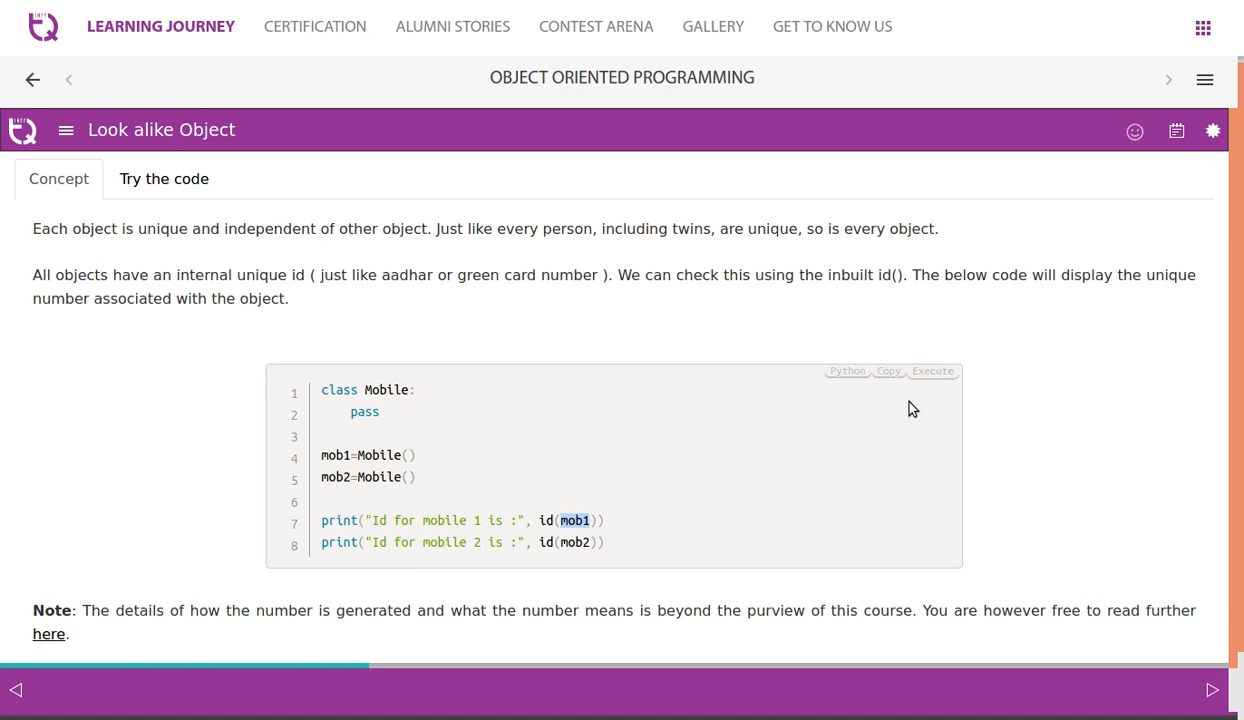 INFY
TQ
LEARNING JOURNEY CERTIFICATION ALUMNI STORIES CONTEST ARENA GALLERY GET TO KNOW US
OBJECT ORIENTED PROGRAMMING
INFY
TQ
Look alike Object
Concept Try the code
Each object is unique and independent of other object. Just like every person, including twins, are unique, so is every object.
All objects have an internal unique id ( just like aadhar or green card number ). We can check this using the inbuilt id(). The below code will display the unique
number associated with the object.
Python Copy Execute
1 class Mobile:
2     pass
3
4 mob1=Mobile()
5 mob2=Mobile()
6
7 print("Id for mobile 1 is :", id(mob1))
8 print("Id for mobile 2 is :", id(mob2))
Note: The details of how the number is generated and what the number means is beyond the purview of this course. You are however free to read further
here.